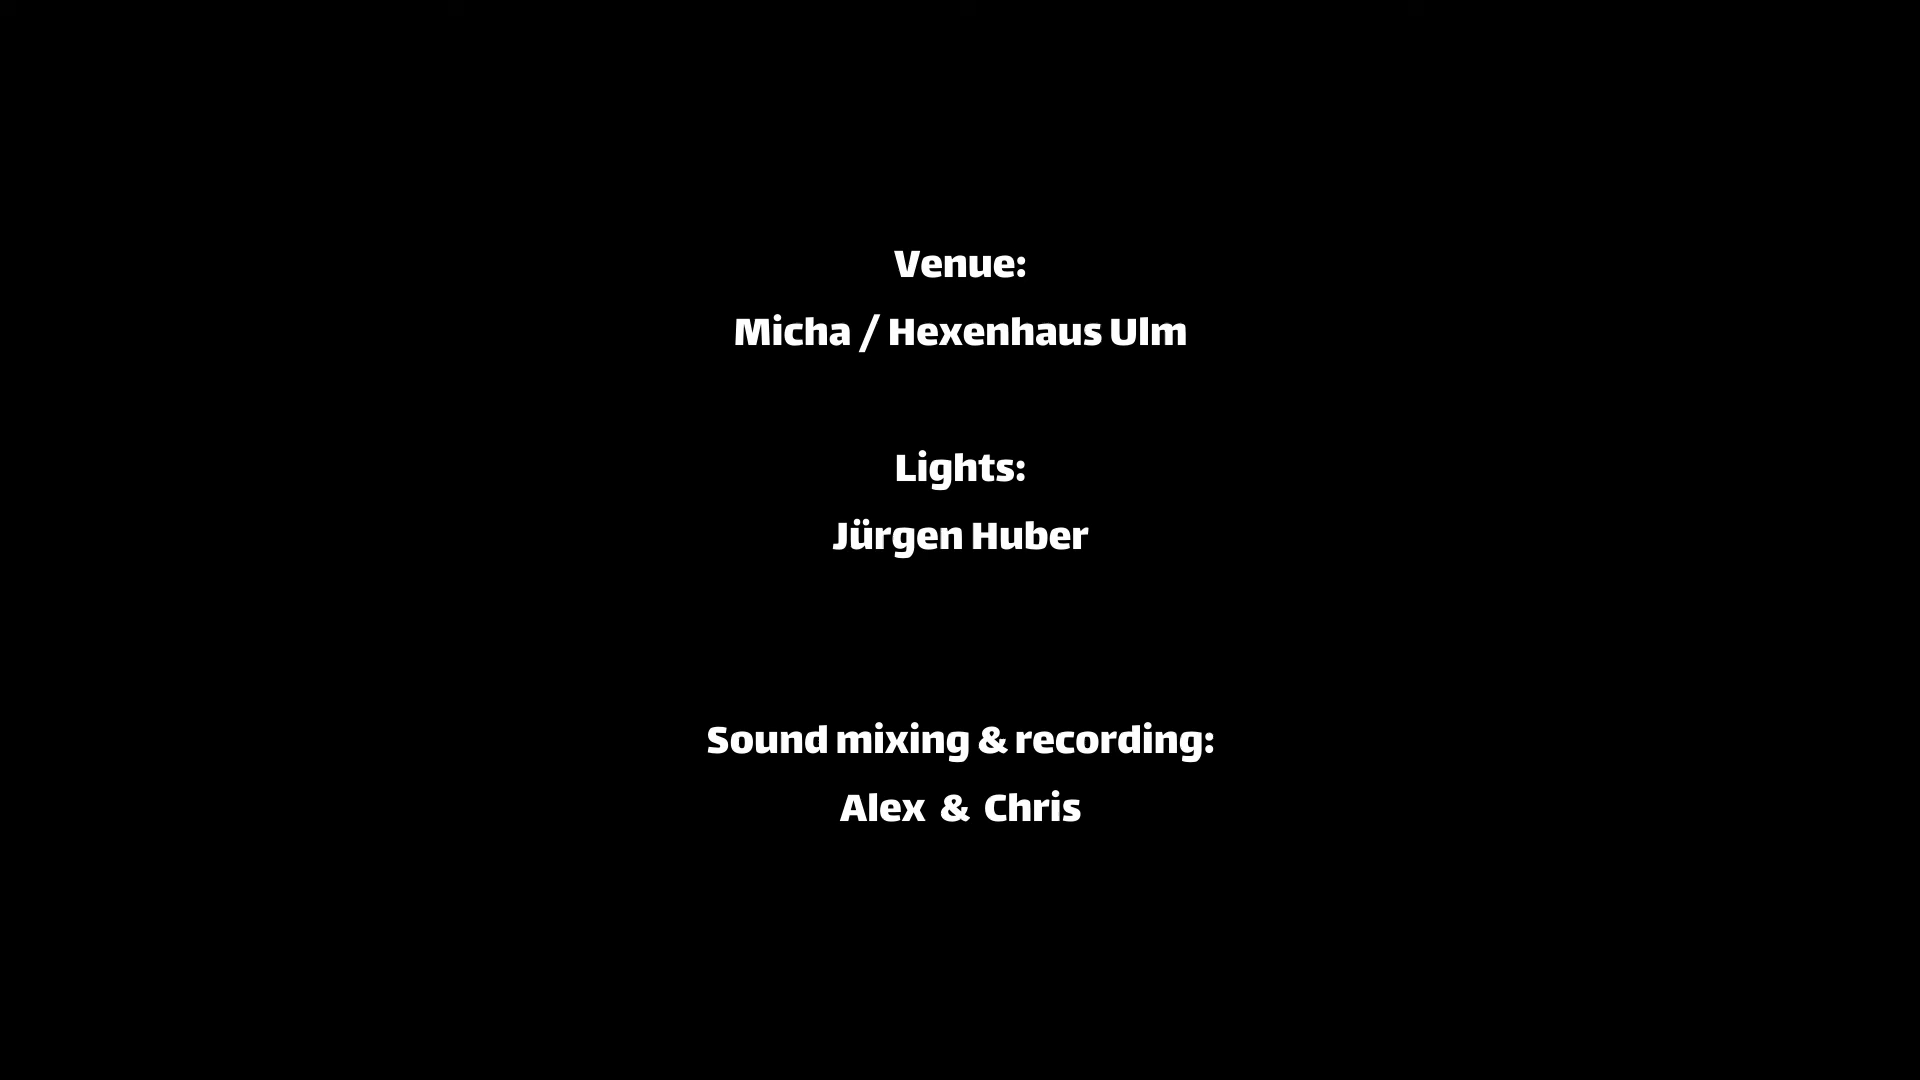 Venue:
Micha / Hexenhaus Ulm
Lights:
Jürgen Huber
Sound mixing & recording:
Alex & Chris